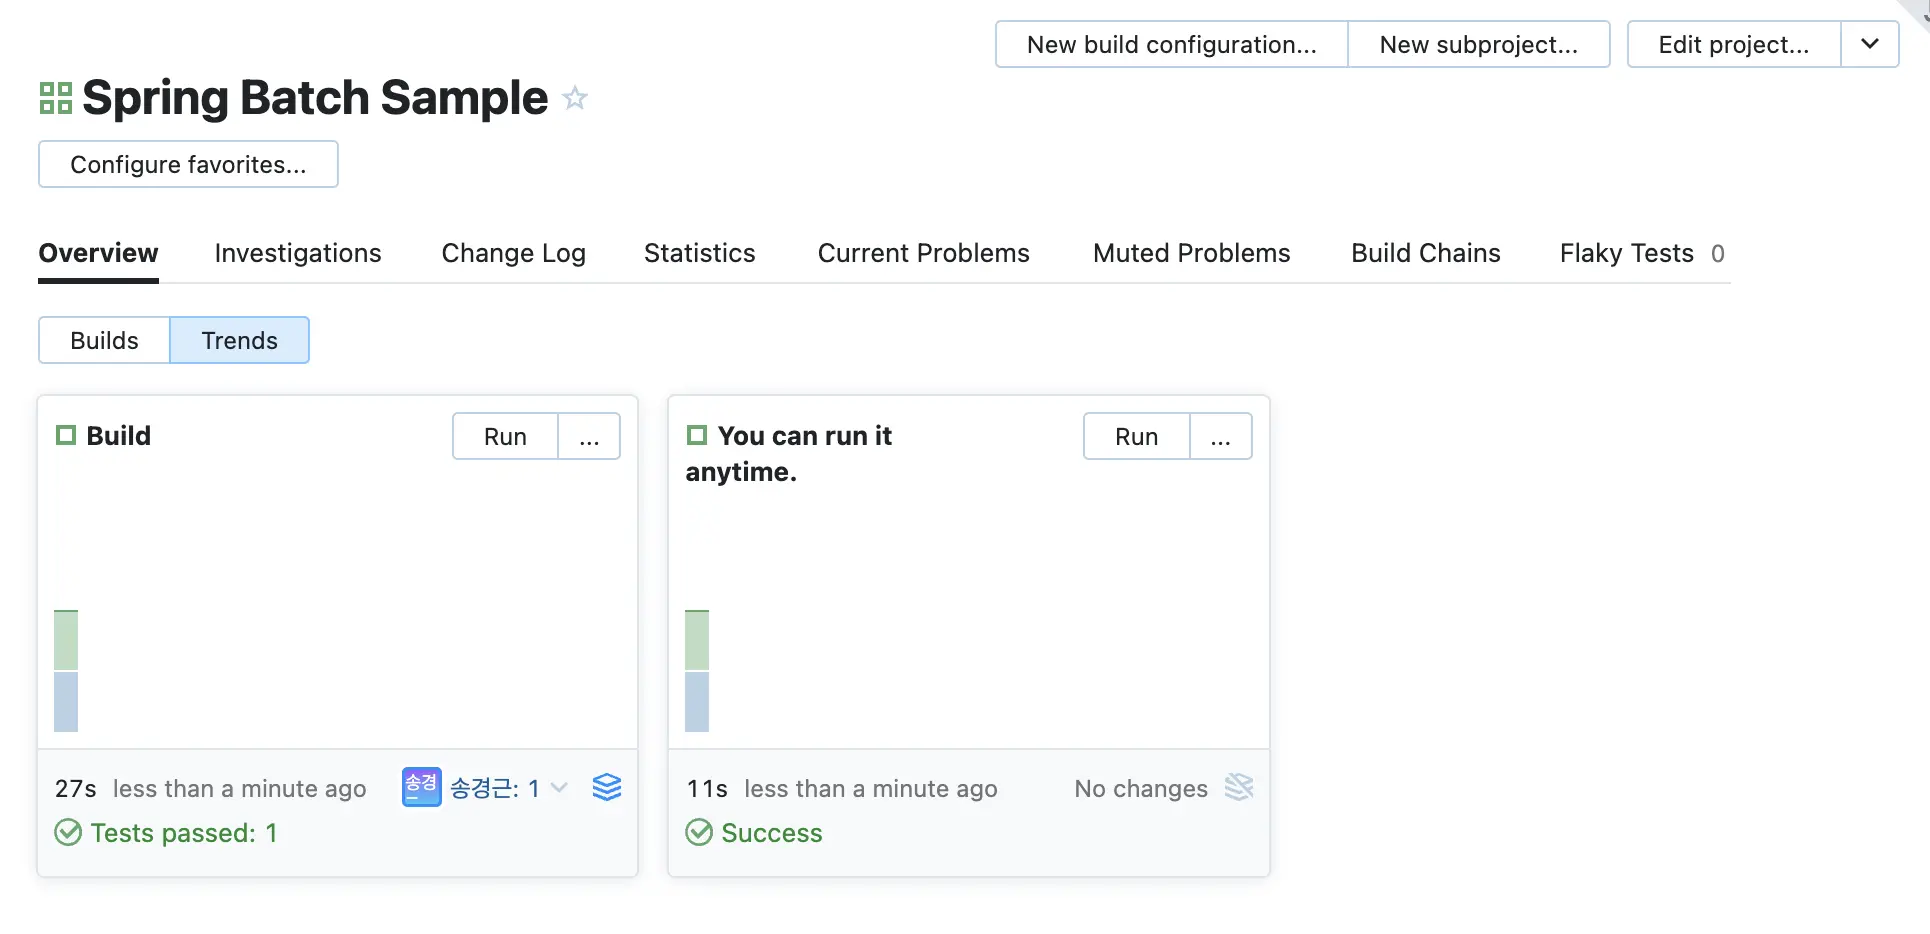 New build configuration...
New subproject...
Edit project...
Spring Batch Sample
Configure favorites...
Overview
Investigations
Change Log
Statistics
Current Problems
Muted Problems
Build Chains
Flaky Tests 0
Builds
Trends
Build
Run
...
27s less than a minute ago
송경
송경근: 1
Tests passed: 1
You can run it
anytime.
Run
...
11s less than a minute ago
No changes
Success